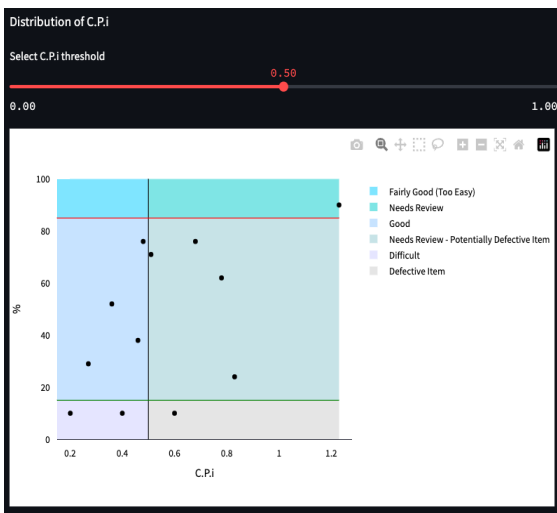 Distribution of C.P.i
Select C.P.i threshold
0.50
0.00 1.00
100
80
60
40
20
0
%
0.2 0.4 0.6 0.8 1 1.2
C.P.i
Fairly Good (Too Easy)
Needs Review
Good
Needs Review - Potentially Defective Item
Difficult
Defective Item